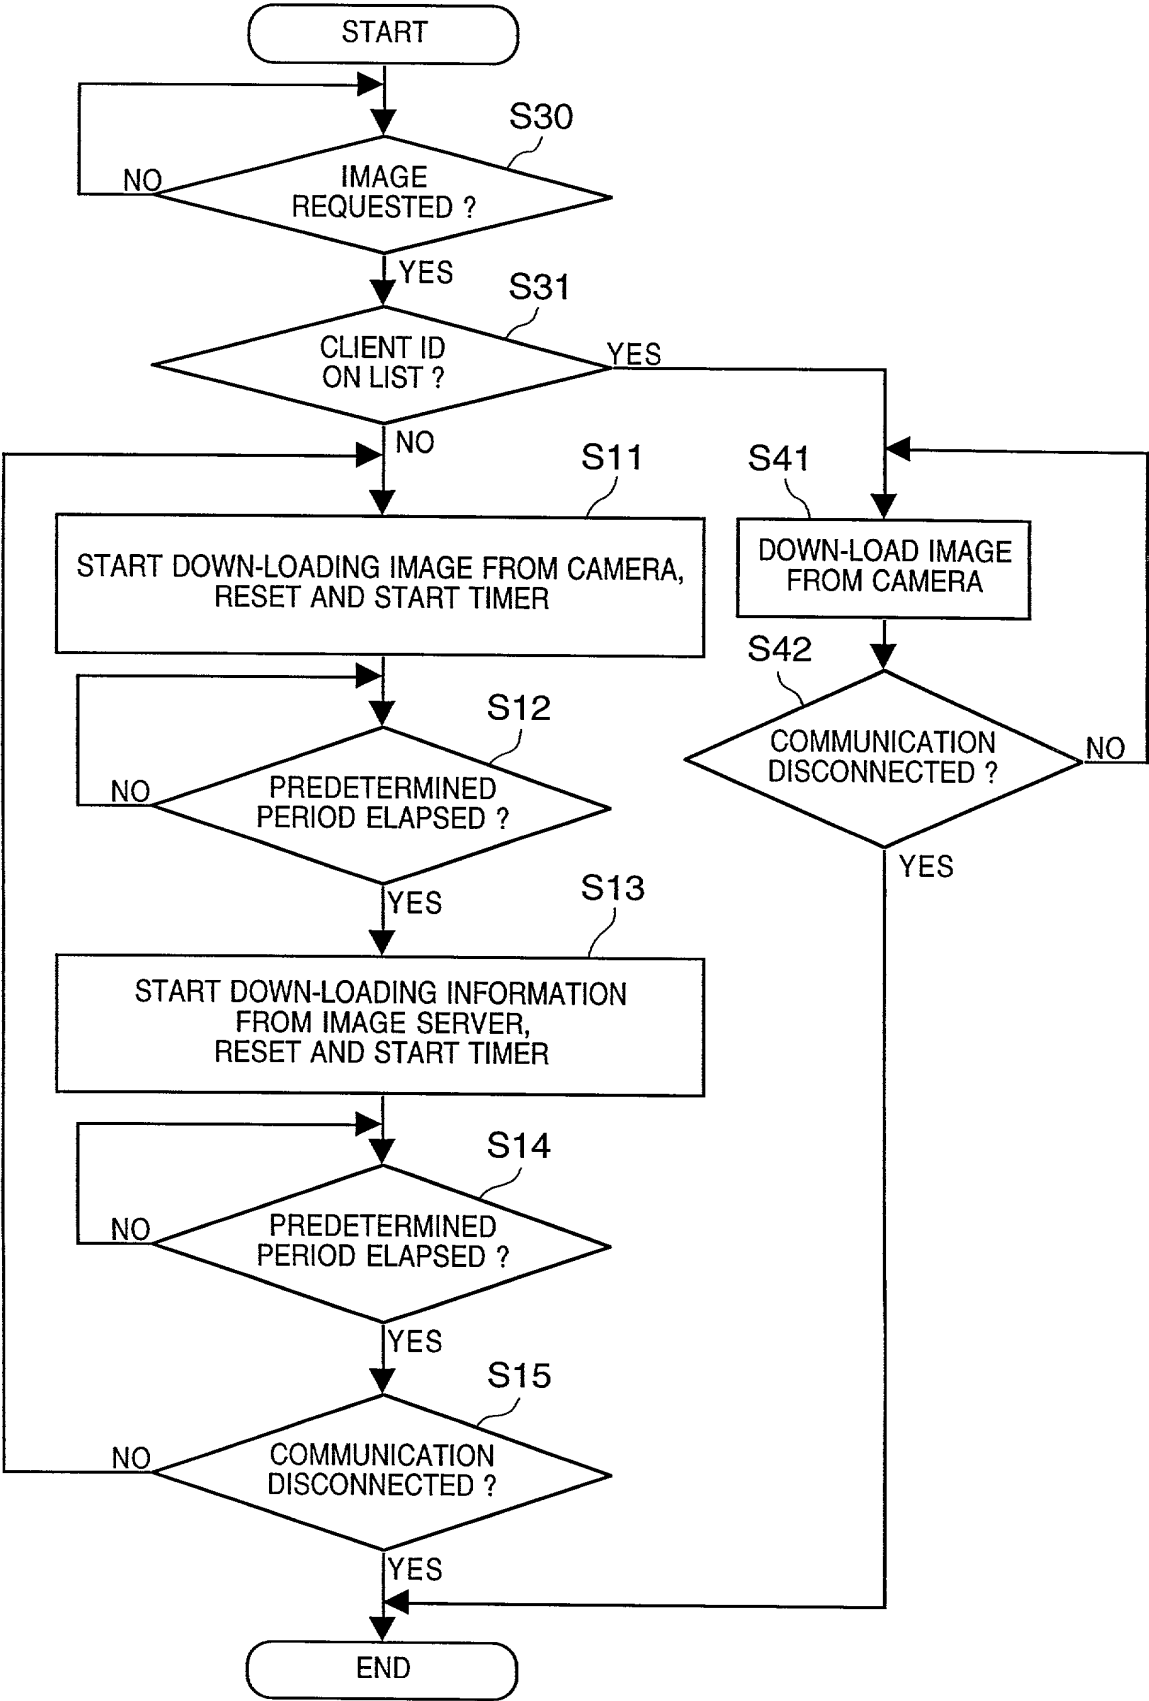 START
S30
IMAGE
REQUESTED ?
NO
YES
S31
CLIENT ID
ON LIST ?
YES
NO
S11
START DOWN-LOADING IMAGE FROM CAMERA,
RESET AND START TIMER
S41
DOWN-LOAD IMAGE
FROM CAMERA
S42
COMMUNICATION
DISCONNECTED ?
NO
YES
S12
PREDETERMINED
PERIOD ELAPSED ?
NO
YES
S13
START DOWN-LOADING INFORMATION
FROM IMAGE SERVER,
RESET AND START TIMER
S14
PREDETERMINED
PERIOD ELAPSED ?
NO
YES
S15
COMMUNICATION
DISCONNECTED ?
NO
YES
END